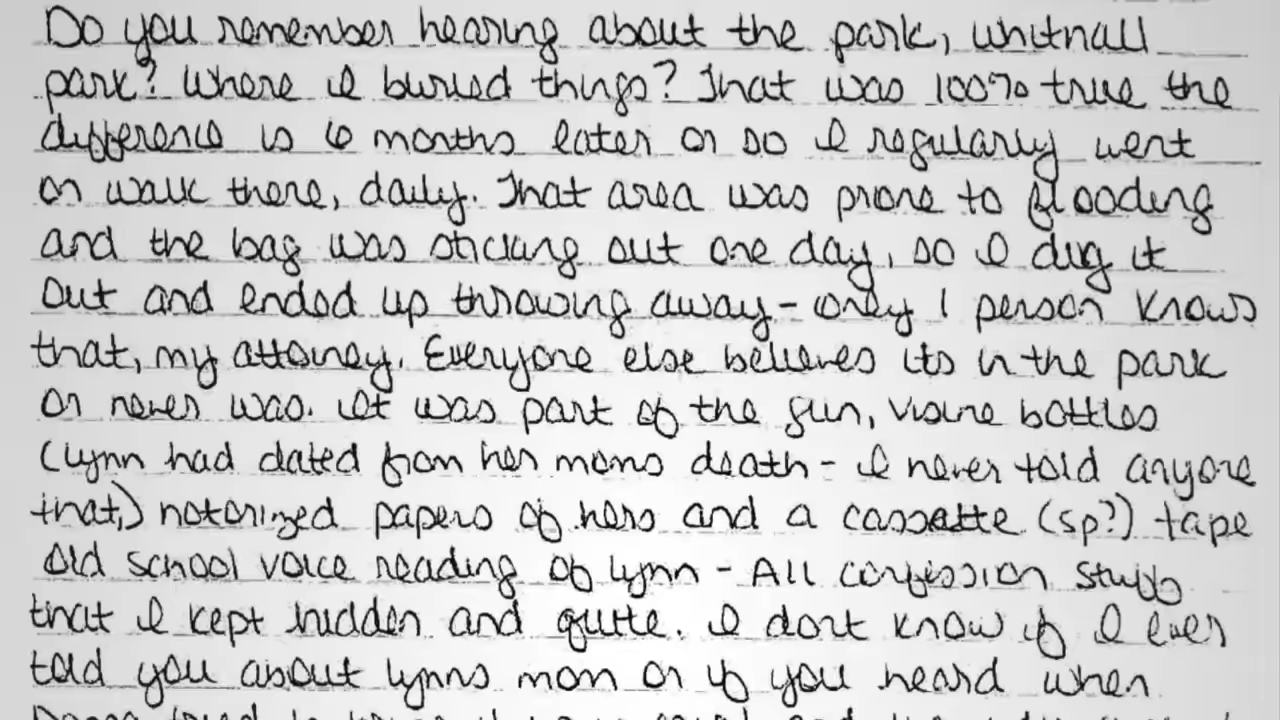 Do you remember hearing about the park, whitnall
park? Where I buried things? That was 100% true the
difference is 6 months later or so I regularly went
on walk there, daily. That area was prone to flooding
and the bag was sticking out one day, so I dug it
out and ended up throwing away - only 1 person knows
that, my attorney. Everyone else believes its in the park
or never was. It was part of the gun, visine bottles
(Lynn had dated from her moms death - I never told anyone
that,) notorized papers of hers and a cassette (sp?) tape
old school voice reading of Lynn - All confession stuff
that I kept hidden and quite. I dont know if I ever
told you about Lynns mom or if you heard when